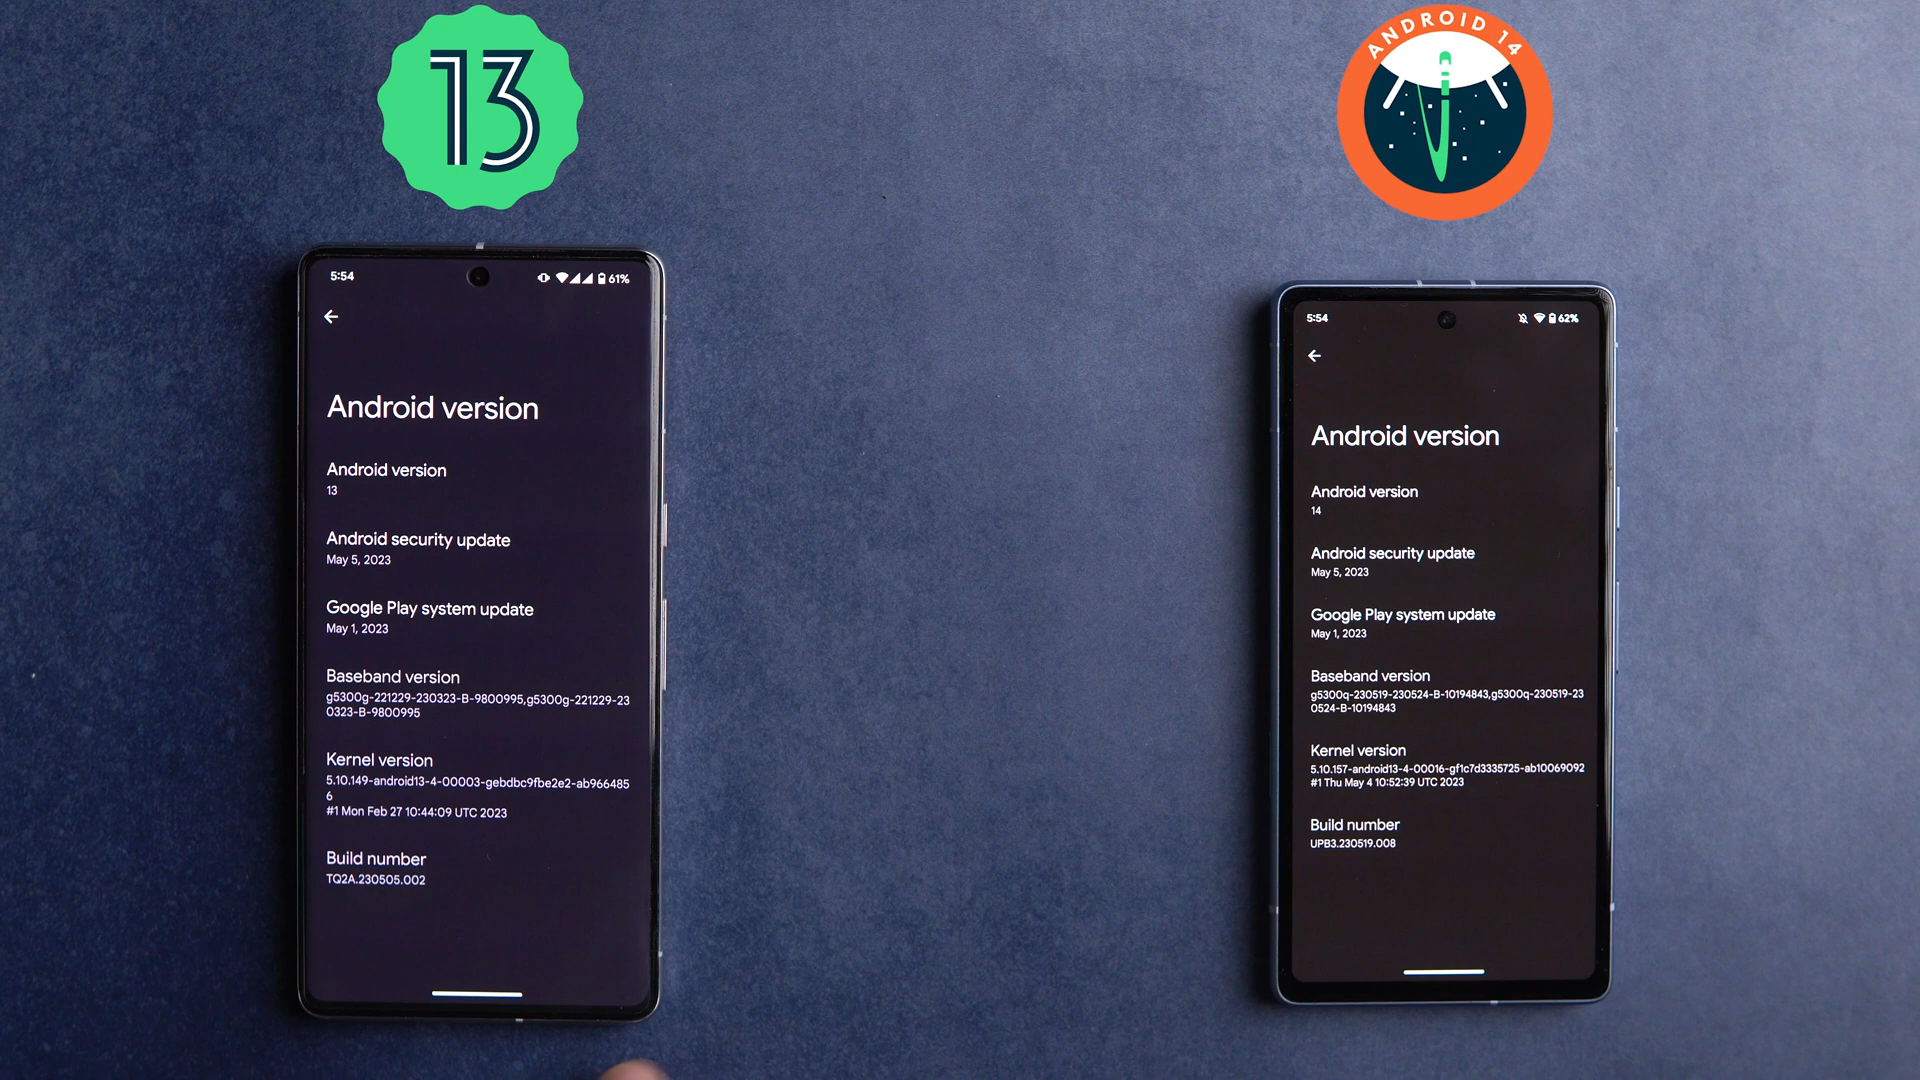 13
5:54
61%
Android version
Android version
13
Android security update
May 5, 2023
Google Play system update
May 1, 2023
Baseband version
g5300g-221229-230323-B-9800995,g5300g-221229-23
0323-B-9800995
Kernel version
5.10.149-android13-4-00003-gebdbc9fbe2e2-ab966485
6
#1 Mon Feb 27 10:44:09 UTC 2023
Build number
TQ2A.230505.002
ANDROID 14
5:54
62%
Android version
Android version
14
Android security update
May 5, 2023
Google Play system update
May 1, 2023
Baseband version
g5300q-230519-230524-B-10194843,g5300q-230519-23
0524-B-10194843
Kernel version
5.10.157-android13-4-00016-gf1c7d3335725-ab10069092
#1 Thu May 4 10:52:39 UTC 2023
Build number
UPB3.230519.008